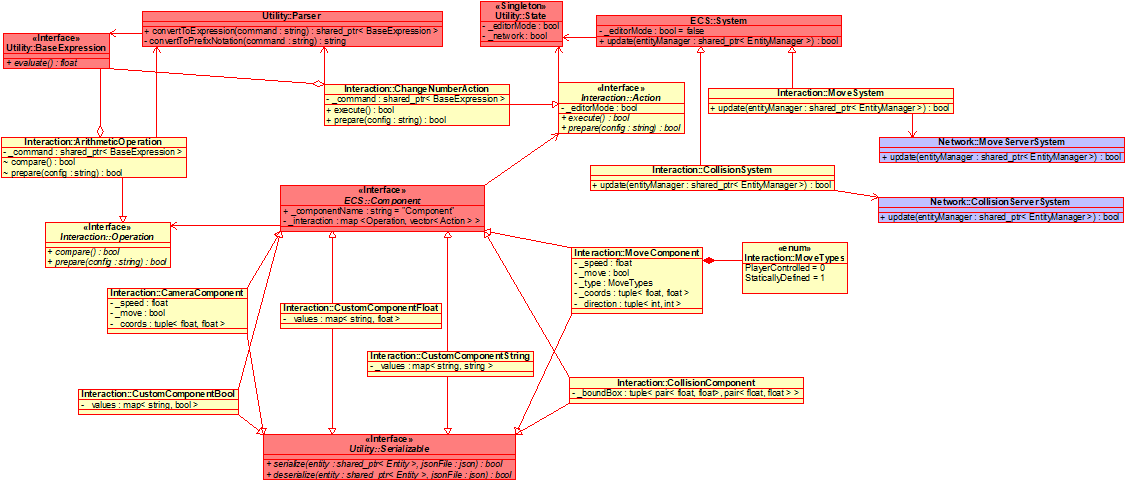 «Interface»
Utility::BaseExpression
+ evaluate() : float
Utility::Parser
+ convertToExpression(command : string) : shared_ptr< BaseExpression >
- convertToPrefixNotation(command : string) : string
«Singleton»
Utility::State
- _editorMode : bool
- _network : bool
ECS::System
- _editorMode : bool = false
+ update(entityManager : shared_ptr< EntityManager >) : bool
Interaction::ChangeNumberAction
- _command : shared_ptr< BaseExpression >
+ execute() : bool
+ prepare(config : string) : bool
«Interface»
Interaction::Action
- _editorMode : bool
+ execute() : bool
+ prepare(config : string) : bool
Interaction::MoveSystem
+ update(entityManager : shared_ptr< EntityManager >) : bool
Interaction::ArithmeticOperation
- _command : shared_ptr< BaseExpression >
~ compare() : bool
~ prepare(config : string) : bool
Network::MoveServerSystem
+ update(entityManager : shared_ptr< EntityManager >) : bool
Interaction::CollisionSystem
+ update(entityManager : shared_ptr< EntityManager >) : bool
Network::CollisionServerSystem
+ update(entityManager : shared_ptr< EntityManager >) : bool
«Interface»
ECS::Component
+ _componentName : string = "Component"
- _interaction : map <Operation, vector< Action > >
«Interface»
Interaction::Operation
+ compare() : bool
+ prepare(config : string) : bool
Interaction::MoveComponent
- _speed : float
- _move : bool
- _type : MoveTypes
- _coords : tuple< float, float >
- _direction : tuple< int, int >
«enum»
Interaction::MoveTypes
PlayerControlled = 0
StaticallyDefined = 1
Interaction::CameraComponent
- _speed : float
- _move : bool
- _coords : tuple< float, float >
Interaction::CustomComponentFloat
- _values : map< string, float >
Interaction::CustomComponentString
- _values : map< string, string >
Interaction::CollisionComponent
- _boundBox : tuple< pair< float, float>, pair< float, float > >
Interaction::CustomComponentBool
- _values : map< string, bool >
«Interface»
Utility::Serializable
+ serialize(entity : shared_ptr< Entity >, jsonFile : json) : bool
+ deserialize(entity : shared_ptr< Entity >, jsonFile : json) : bool